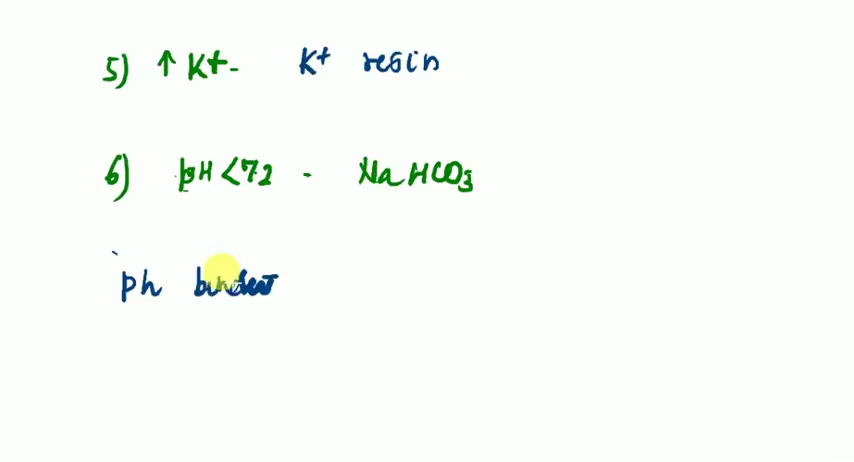 5) ↑ K+ - K+ resin
6) pH <7.2 - NaHCO3
ph